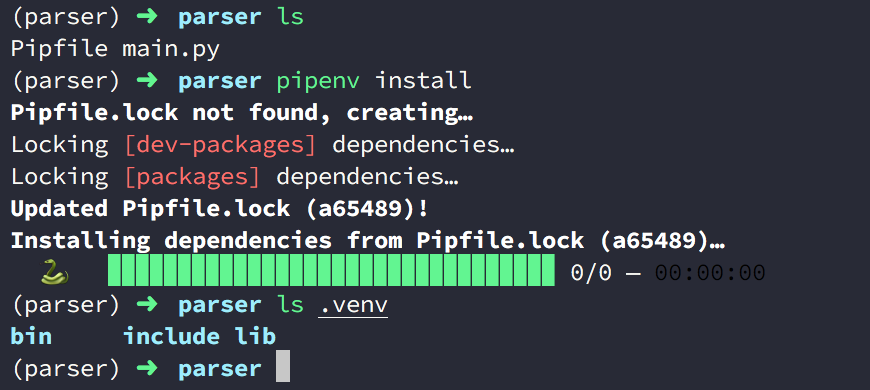 (parser) ➜ parser ls
Pipfile main.py
(parser) ➜ parser pipenv install
Pipfile.lock not found, creating…
Locking [dev-packages] dependencies…
Locking [packages] dependencies…
Updated Pipfile.lock (a65489)!
Installing dependencies from Pipfile.lock (a65489)…
🐍 ▉▉▉▉▉▉▉▉▉▉▉▉▉▉▉▉▉▉▉▉▉▉▉▉▉▉▉▉▉▉▉▉ 0/0 — 00:00:00
(parser) ➜ parser ls .venv
bin include lib
(parser) ➜ parser